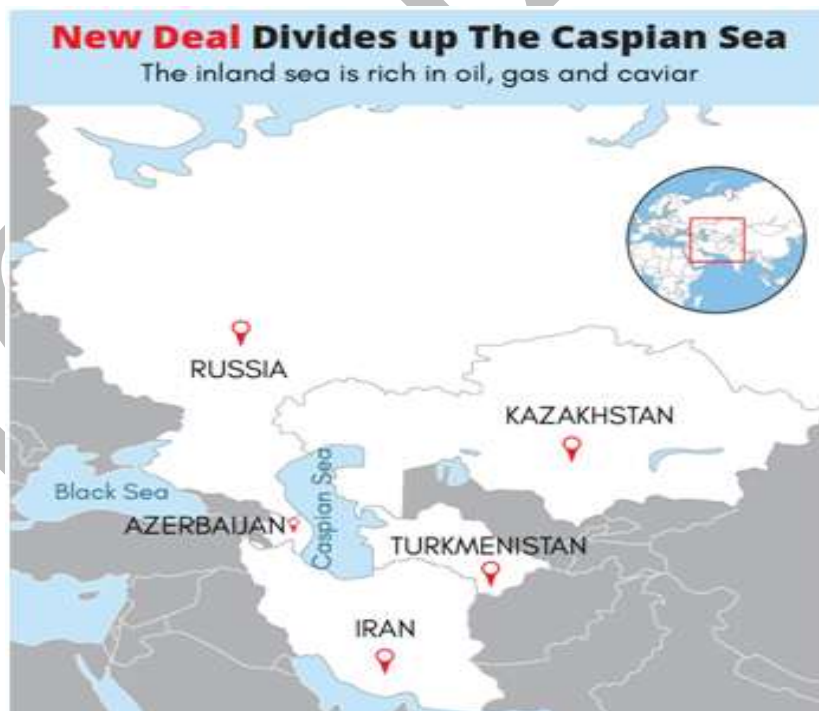 New Deal Divides up The Caspian Sea
The inland sea is rich in oil, gas and caviar
RUSSIA
KAZAKHSTAN
Black Sea
Caspian Sea
AZERBAIJAN
TURKMENISTAN
IRAN